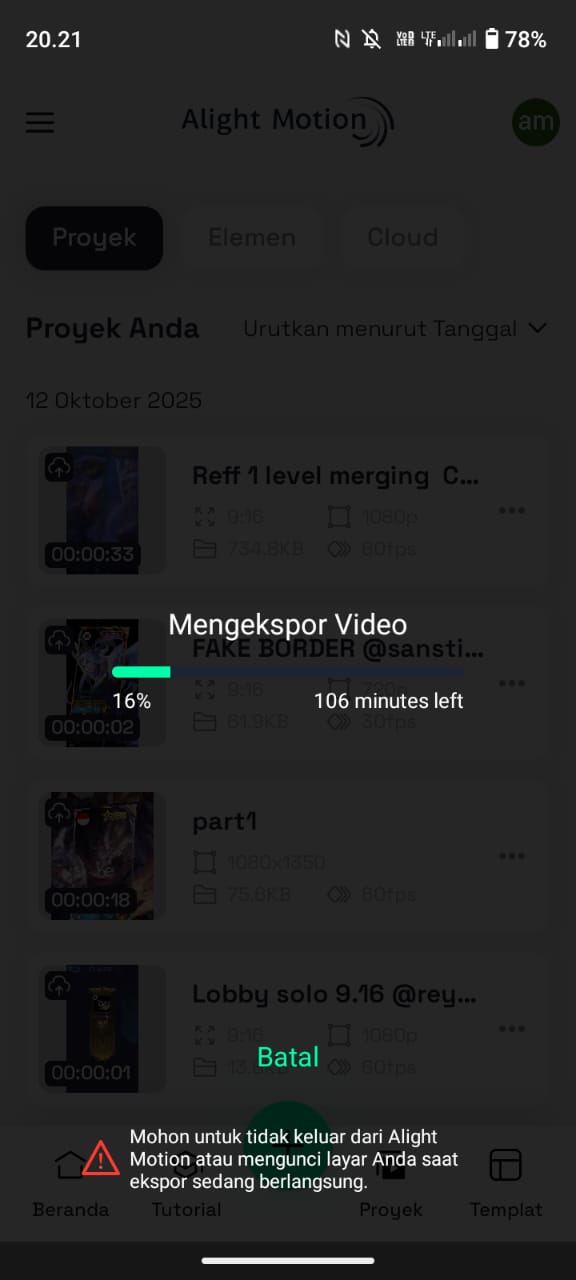 20.21
78%
Alight Motion
am
Proyek
Elemen
Cloud
Proyek Anda
Urutkan menurut Tanggal
12 Oktober 2025
Reff 1 level merging C...
9:16
1080p
00:00:33
734.8KB
60fps
Mengekspor Video
FAKE BORDER @sansti...
16%
106 minutes left
9:16
720p
00:00:02
61.9KB
30fps
part1
1080x1350
00:00:18
75.6KB
60fps
Lobby solo 9.16 @rey...
9:16
1080p
Batal
00:00:01
60fps
Mohon untuk tidak keluar dari Alight
Motion atau mengunci layar Anda saat
ekspor sedang berlangsung.
Beranda
Tutorial
Proyek
Templat